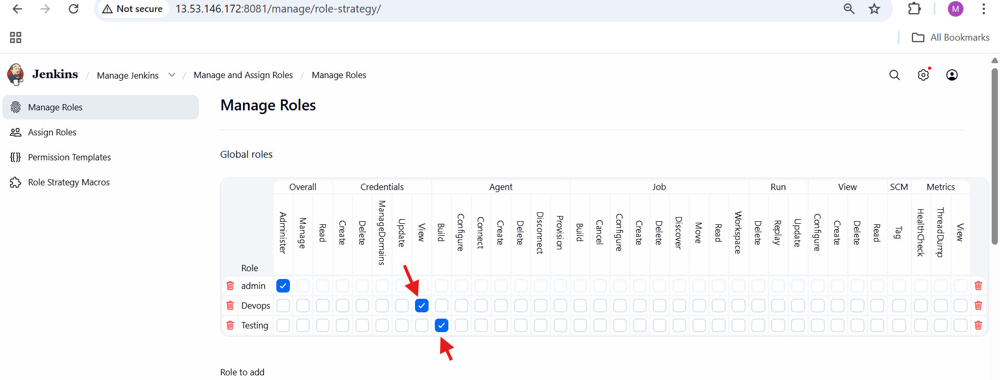 Not secure 13.53.146.172:8081/manage/role-strategy/ M
All Bookmarks
Jenkins / Manage Jenkins / Manage and Assign Roles / Manage Roles
Manage Roles
Assign Roles
Permission Templates
Role Strategy Macros
Manage Roles
Global roles
Overall Credentials Agent Job Run View SCM Metrics
Role
Administer
Manage
Read
Create
Delete
ManageDomains
Update
View
Build
Configure
Connect
Create
Delete
Disconnect
Provision
Build
Cancel
Configure
Create
Delete
Discover
Move
Read
Workspace
Delete
Replay
Update
Configure
Create
Delete
Read
Tag
HealthCheck
ThreadDump
View
admin
Devops
Testing
Role to add